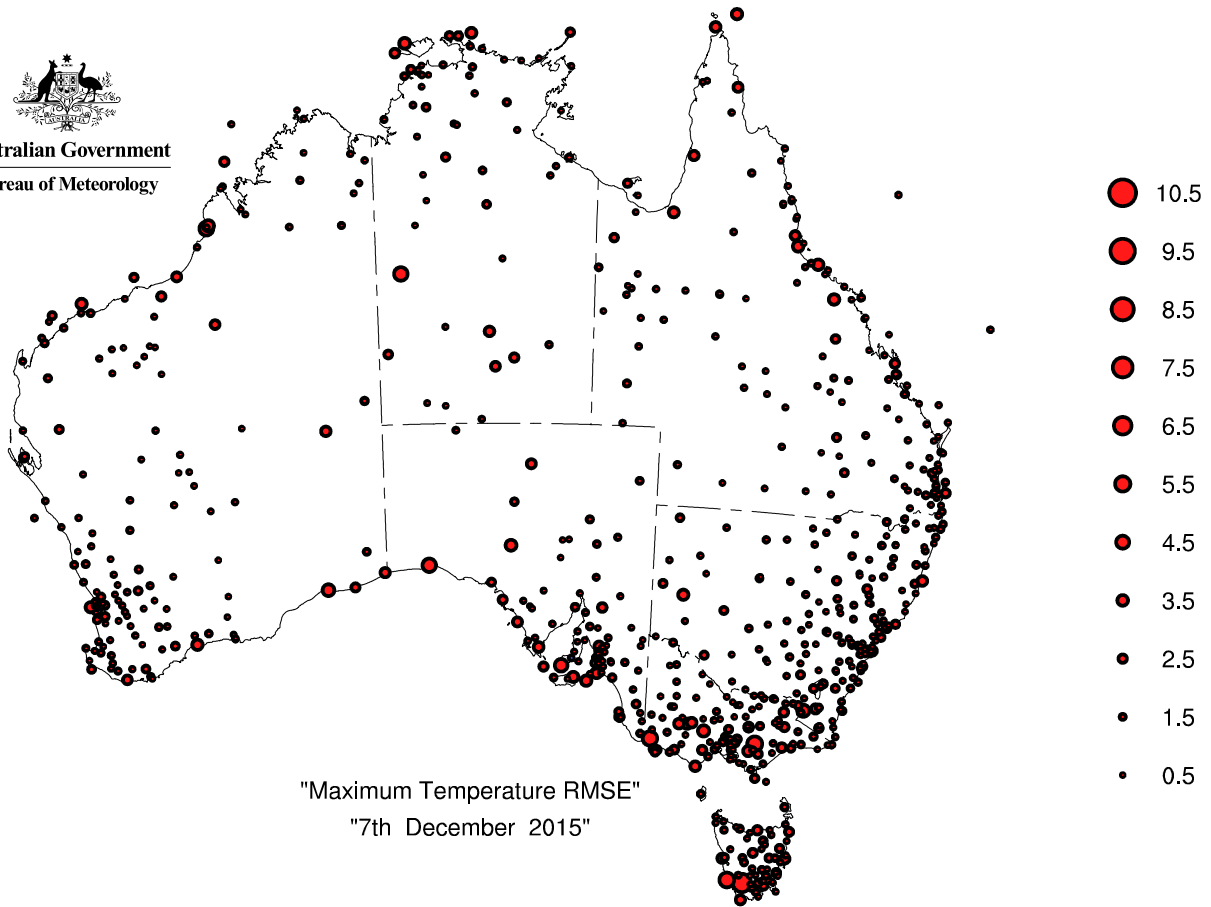 AUSTRALIA
tralian Government
reau of Meteorology
10.5
9.5
8.5
7.5
6.5
5.5
4.5
3.5
2.5
1.5
0.5
"Maximum Temperature RMSE"
"7th December 2015"